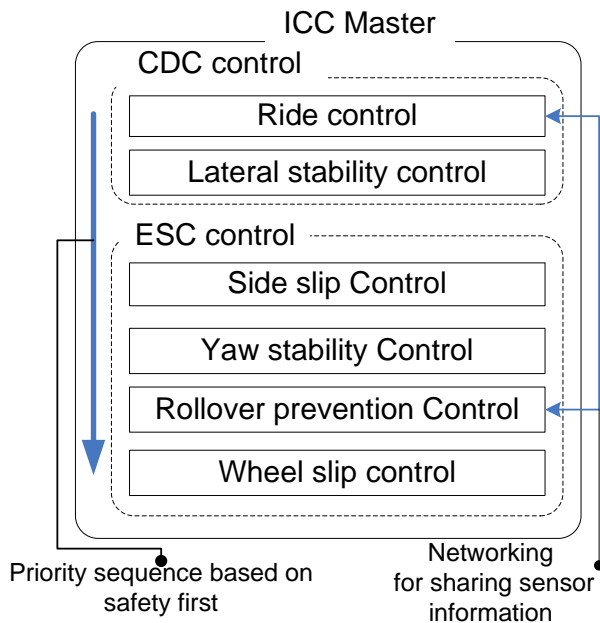 ICC Master
CDC control
Ride control
Lateral stability control
ESC control
Side slip Control
Yaw stability Control
Rollover prevention Control
Wheel slip control
Priority sequence based on
safety first
Networking
for sharing sensor
information